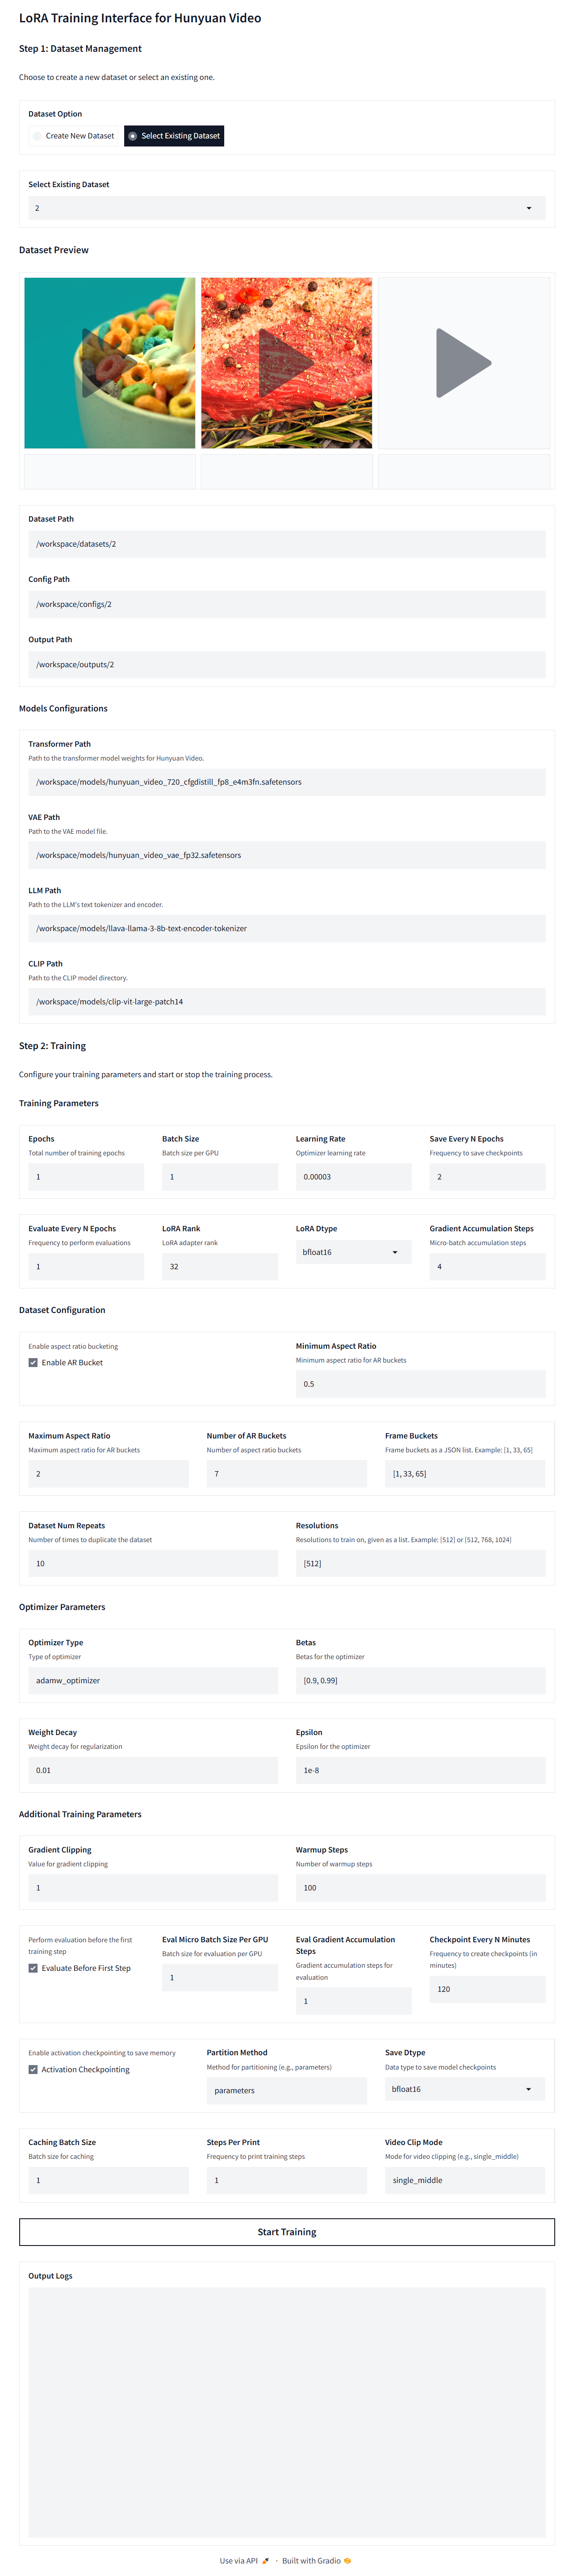 LoRA Training Interface for Hunyuan Video
Step 1: Dataset Management
Choose to create a new dataset or select an existing one.
Dataset Option
Create New Dataset
Select Existing Dataset
Select Existing Dataset
2
Dataset Preview
Dataset Path
/workspace/datasets/2
Config Path
/workspace/configs/2
Output Path
/workspace/outputs/2
Models Configurations
Transformer Path
Path to the transformer model weights for Hunyuan Video.
/workspace/models/hunyuan_video_720_cfgdistill_fp8_e4m3fn.safetensors
VAE Path
Path to the VAE model file.
/workspace/models/hunyuan_video_vae_fp32.safetensors
LLM Path
Path to the LLM's text tokenizer and encoder.
/workspace/models/llava-llama-3-8b-text-encoder-tokenizer
CLIP Path
Path to the CLIP model directory.
/workspace/models/clip-vit-large-patch14
Step 2: Training
Configure your training parameters and start or stop the training process.
Training Parameters
Epochs
Total number of training epochs
1
Batch Size
Batch size per GPU
1
Learning Rate
Optimizer learning rate
0.00003
Save Every N Epochs
Frequency to save checkpoints
2
Evaluate Every N Epochs
Frequency to perform evaluations
1
LoRA Rank
LoRA adapter rank
32
LoRA Dtype
bfloat16
Gradient Accumulation Steps
Micro-batch accumulation steps
4
Dataset Configuration
Enable aspect ratio bucketing
Enable AR Bucket
Minimum Aspect Ratio
Minimum aspect ratio for AR buckets
0.5
Maximum Aspect Ratio
Maximum aspect ratio for AR buckets
2
Number of AR Buckets
Number of aspect ratio buckets
7
Frame Buckets
Frame buckets as a JSON list. Example: [1, 33, 65]
[1, 33, 65]
Dataset Num Repeats
Number of times to duplicate the dataset
10
Resolutions
Resolutions to train on, given as a list. Example: [512] or [512, 768, 1024]
[512]
Optimizer Parameters
Optimizer Type
Type of optimizer
adamw_optimizer
Betas
Betas for the optimizer
[0.9, 0.99]
Weight Decay
Weight decay for regularization
0.01
Epsilon
Epsilon for the optimizer
1e-8
Additional Training Parameters
Gradient Clipping
Value for gradient clipping
1
Warmup Steps
Number of warmup steps
100
Perform evaluation before the first
training step
Evaluate Before First Step
Eval Micro Batch Size Per GPU
Batch size for evaluation per GPU
1
Eval Gradient Accumulation
Steps
Gradient accumulation steps for
evaluation
1
Checkpoint Every N Minutes
Frequency to create checkpoints (in
minutes)
120
Enable activation checkpointing to save memory
Activation Checkpointing
Partition Method
Method for partitioning (e.g., parameters)
parameters
Save Dtype
Data type to save model checkpoints
bfloat16
Caching Batch Size
Batch size for caching
1
Steps Per Print
Frequency to print training steps
1
Video Clip Mode
Mode for video clipping (e.g., single_middle)
single_middle
Start Training
Output Logs
Use via API · Built with Gradio